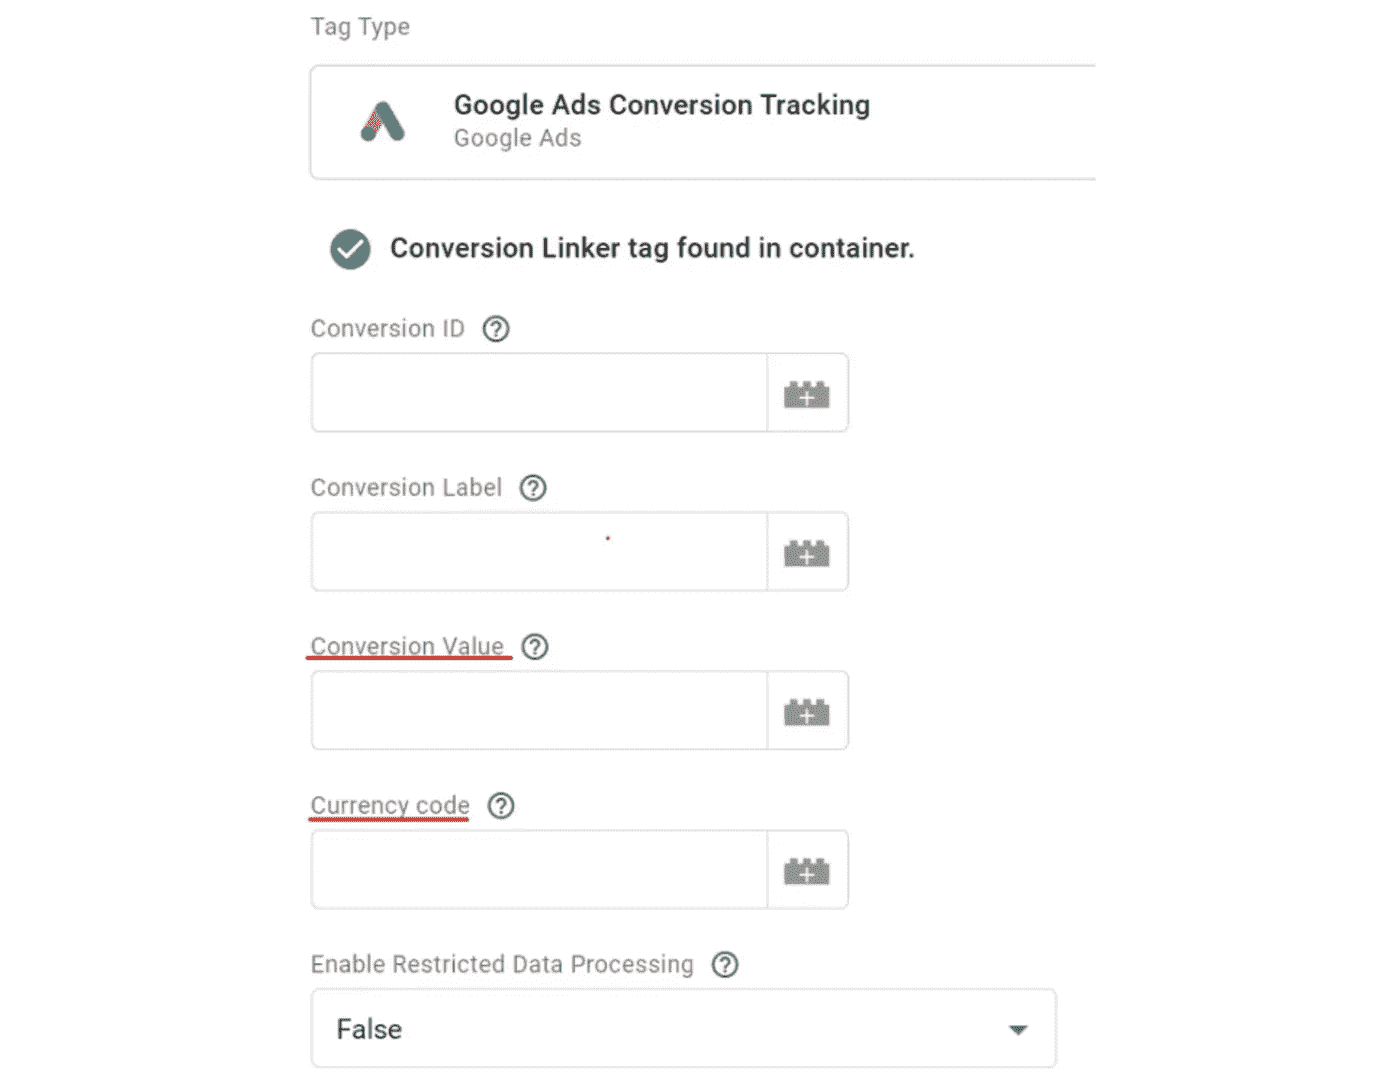 Tag Type
Google Ads Conversion Tracking
Google Ads
Conversion Linker tag found in container.
Conversion ID
Conversion Label
Conversion Value
Currency code
Enable Restricted Data Processing
False